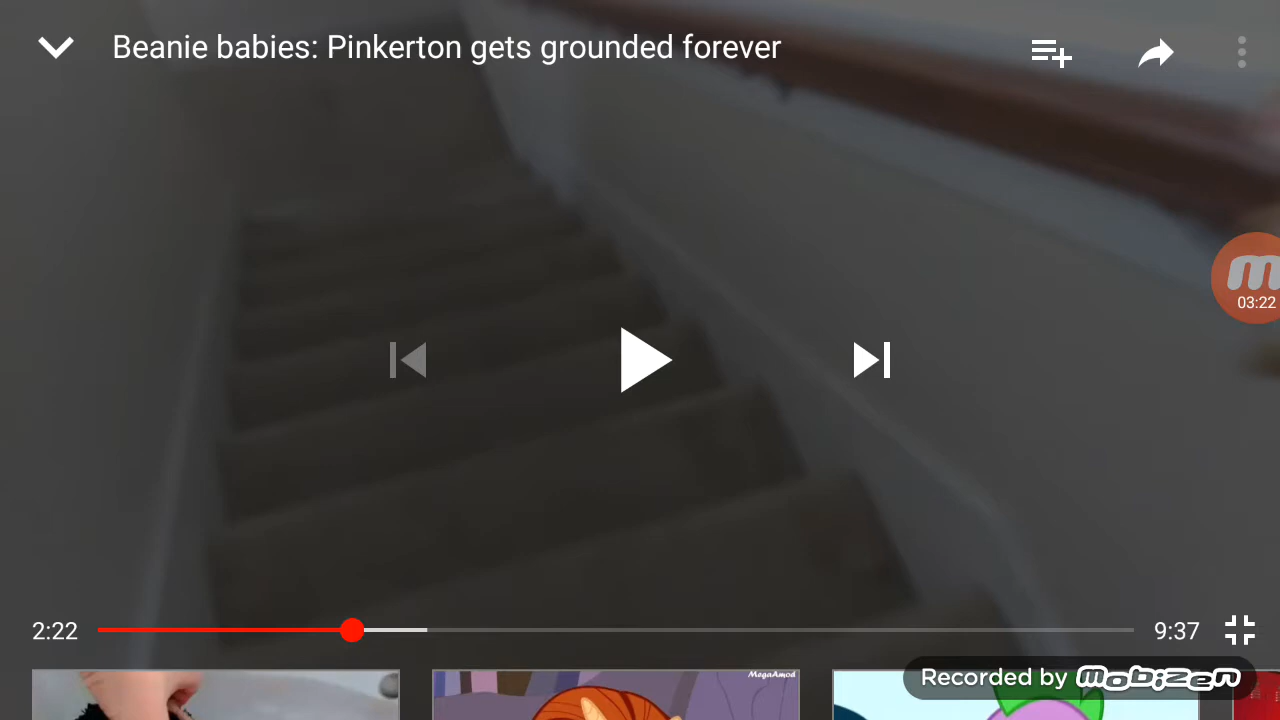 Beanie babies: Pinkerton gets grounded forever
03:22
2:22
9:37
MegaAmod
Recorded by mobizen